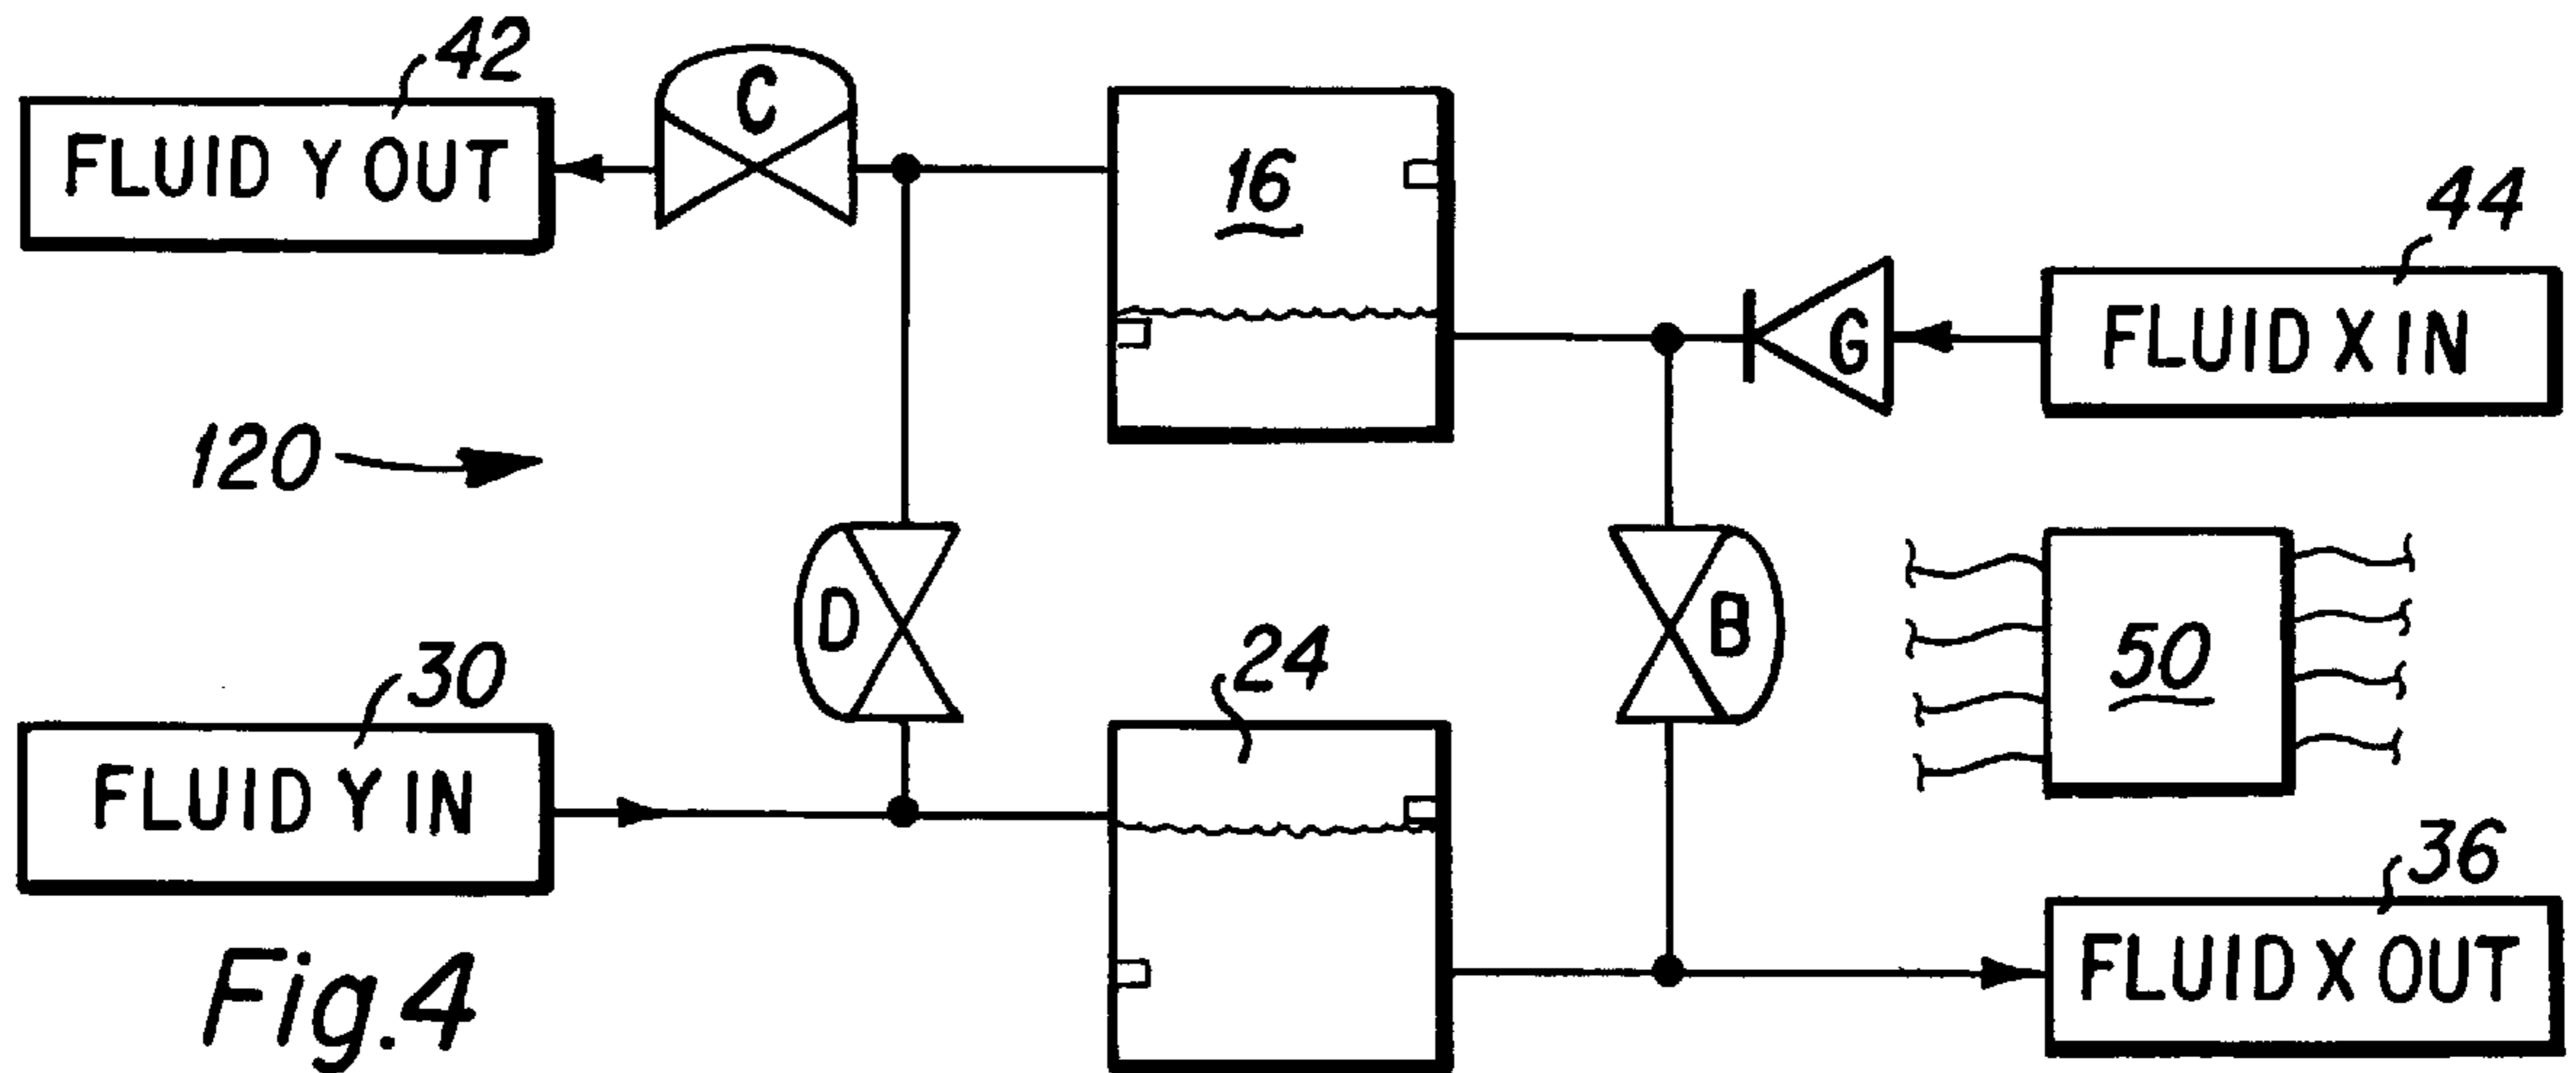 42
C
FLUID Y OUT
16
44
G
FLUID X IN
120
D
B
50
30
24
FLUID Y IN
36
FLUID X OUT
Fig.4